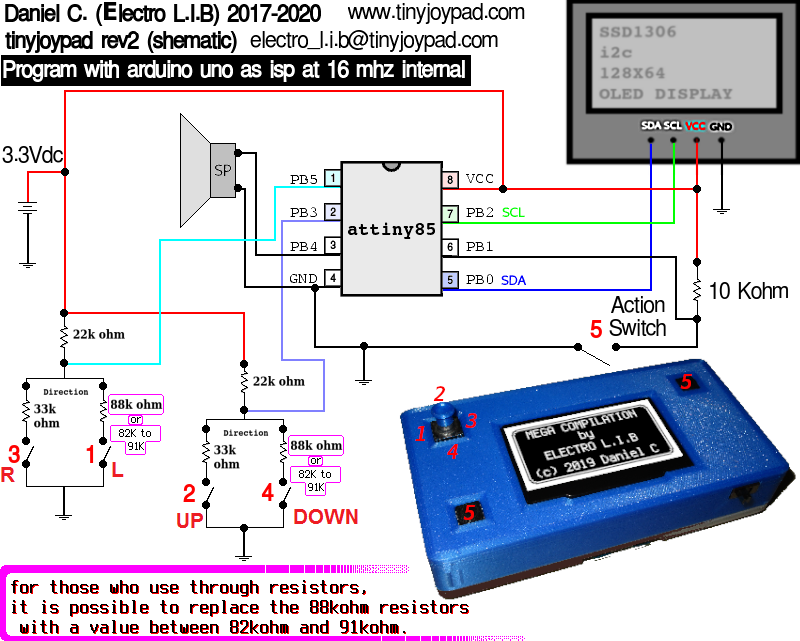 Daniel C. (Electro L.I.B) 2017-2020 www.tinyjoypad.com
tinyjoypad rev2 (shematic) electro_l.i.b@tinyjoypad.com
Program with arduino uno as isp at 16 mhz internal
SSD1306
i2c
128X64
OLED DISPLAY
SDA SCL VCC GND
3.3Vdc
SP
PB5 1
PB3 2
PB4 3
GND 4
attiny85
8 VCC
7 PB2 SCL
6 PB1
5 PB0 SDA
10 Kohm
Action
5 Switch
22k ohm
Direction
33k
ohm
88k ohm
or
82K to
91K
3
R
1
L
22k ohm
Direction
33k
ohm
88k ohm
or
82K to
91K
2
UP
4
DOWN
2
1 3
4
5
5
MEGA COMPILATION
by
ELECTRO L.I.B
(c) 2019 Daniel C
for those who use through resistors,
it is possible to replace the 88kohm resistors
with a value between 82kohm and 91kohm.